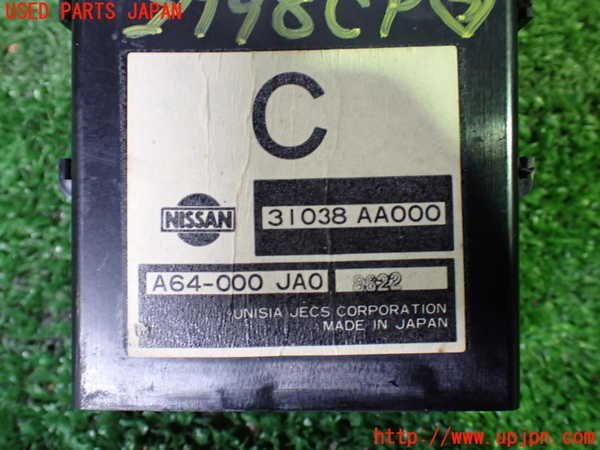 USED PARTS JAPAN
C
NISSAN
31038 AA000
A64-000 JA0
UNISIA JECS CORPORATION
MADE IN JAPAN
http://www.upjpn.com/